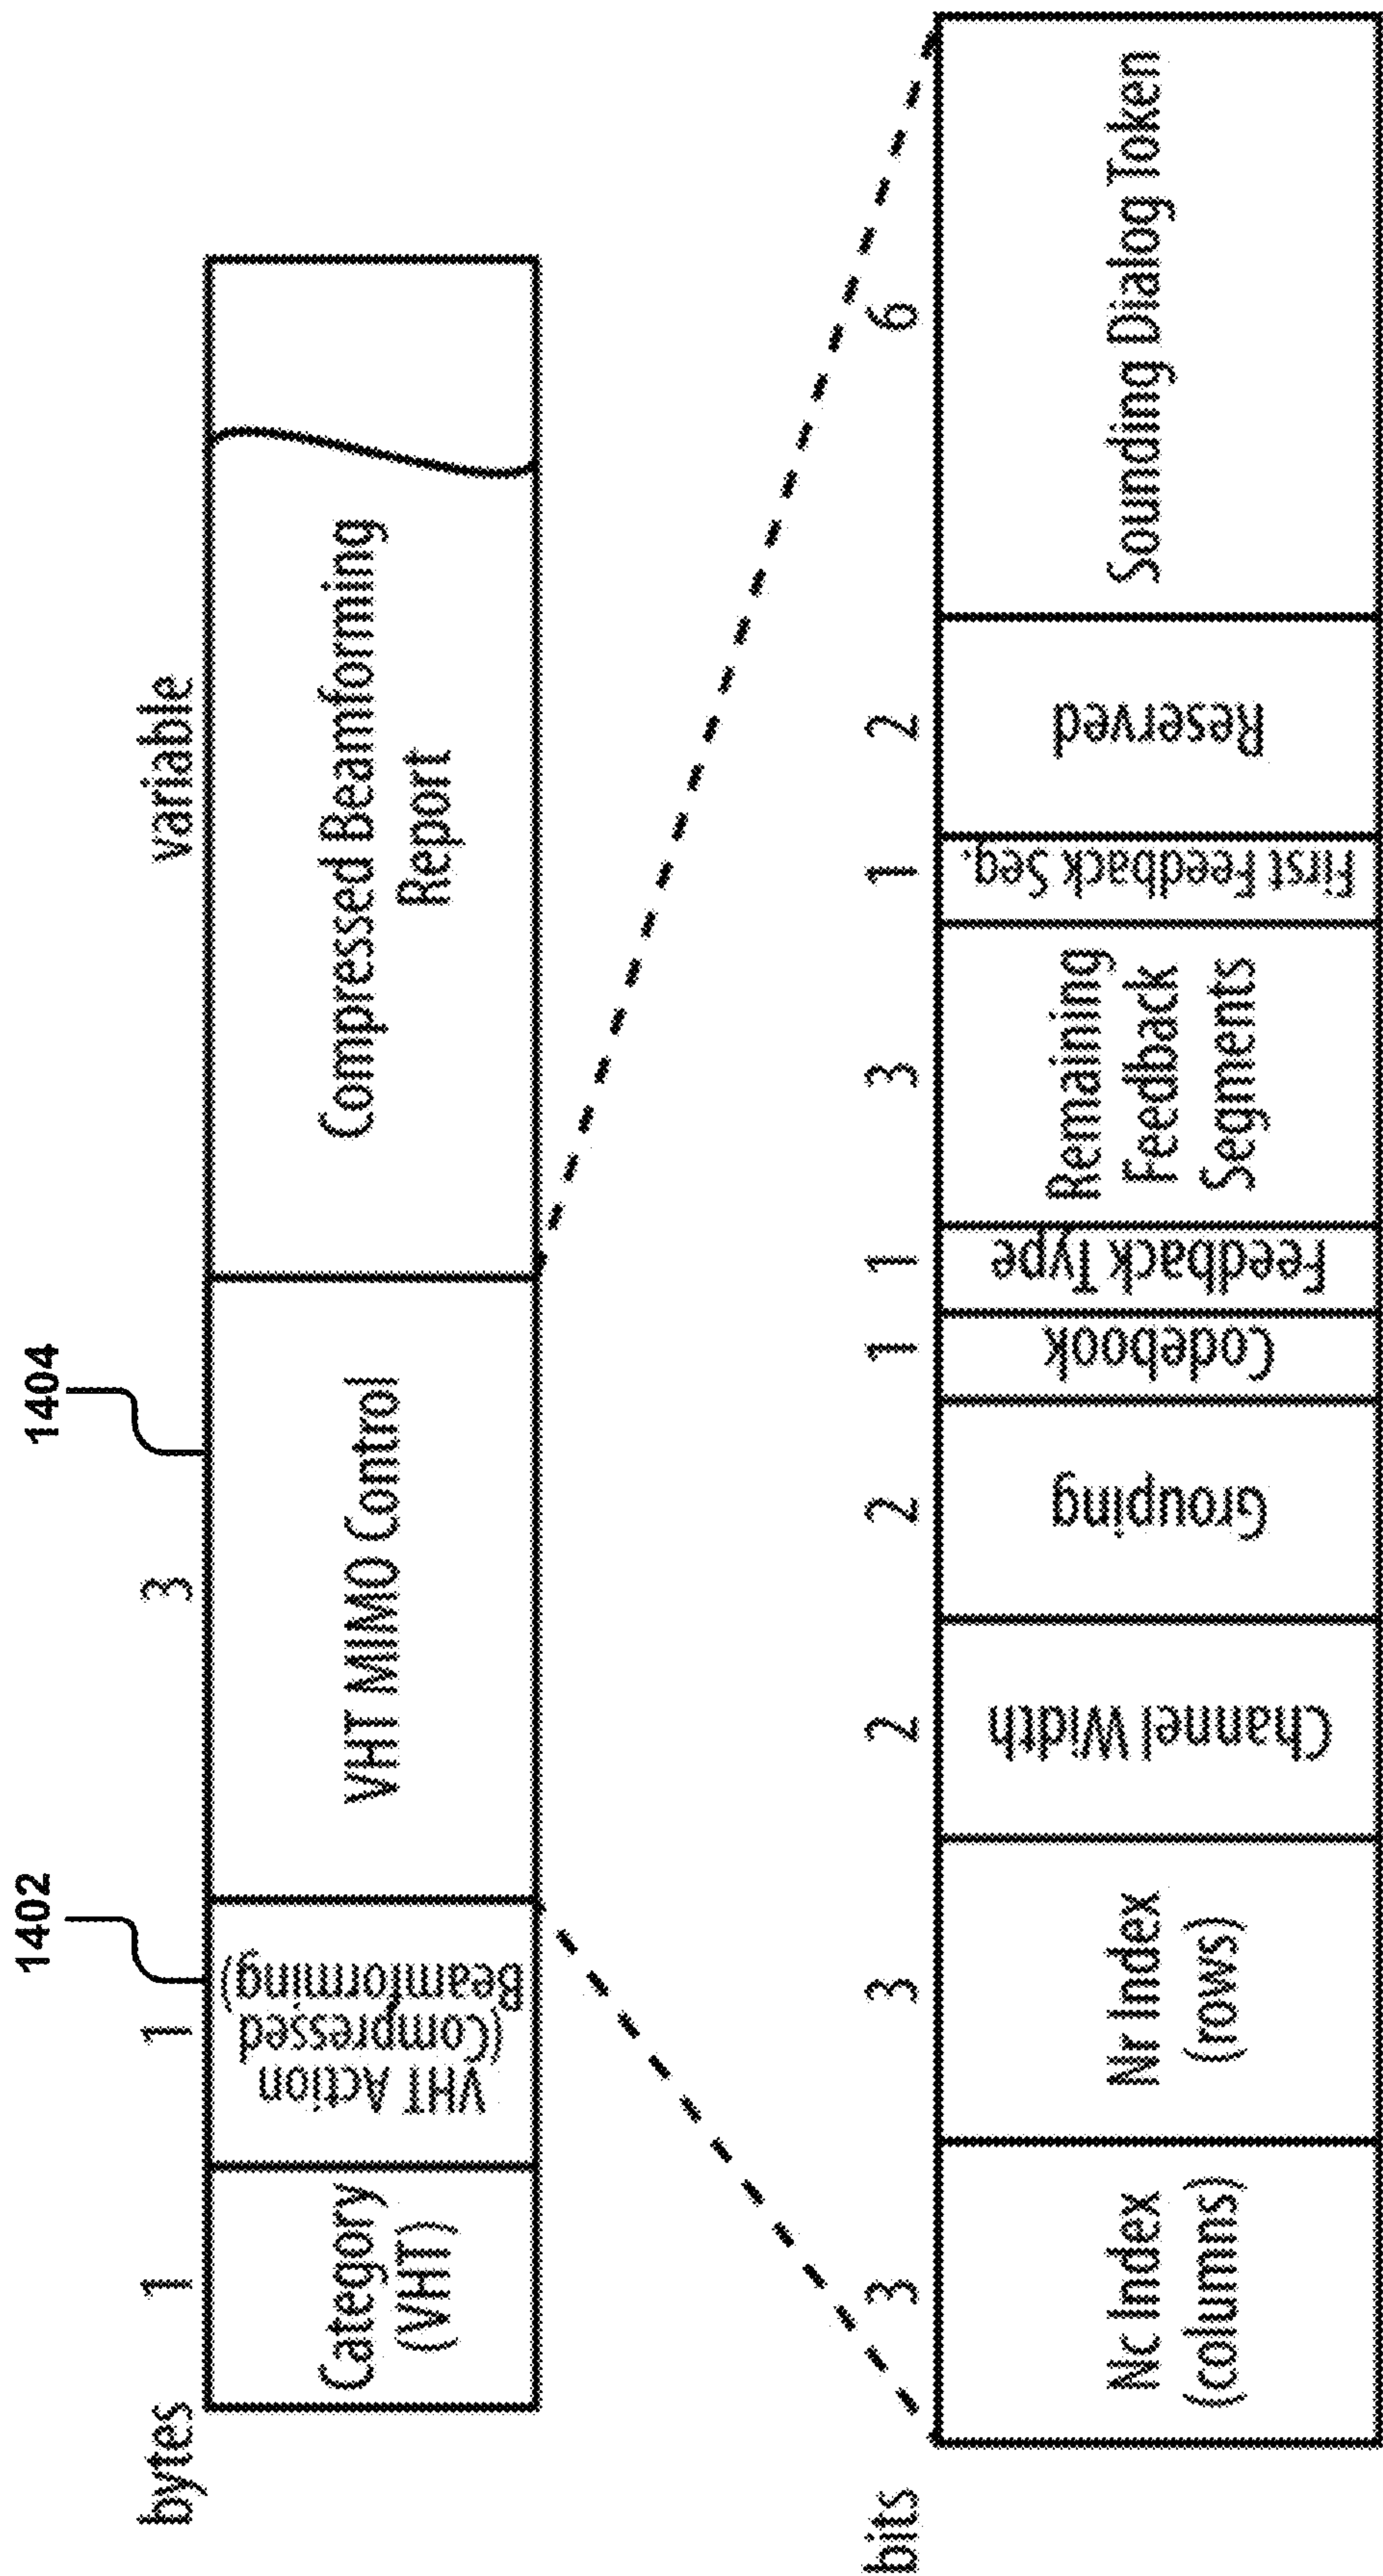 1402
1404
bytes
1
1
3
variable
Category
(VHT)
VHT Action
(Compressed
Beamforming)
VHT MIMO Control
Compressed Beamforming
Report
bits
3
3
2
2
1
1
3
1
2
6
Nc Index
(columns)
Nr Index
(rows)
Channel Width
Grouping
Codebook
Feedback Type
Remaining
Feedback
Segments
First Feedback Seg.
Reserved
Sounding Dialog Token